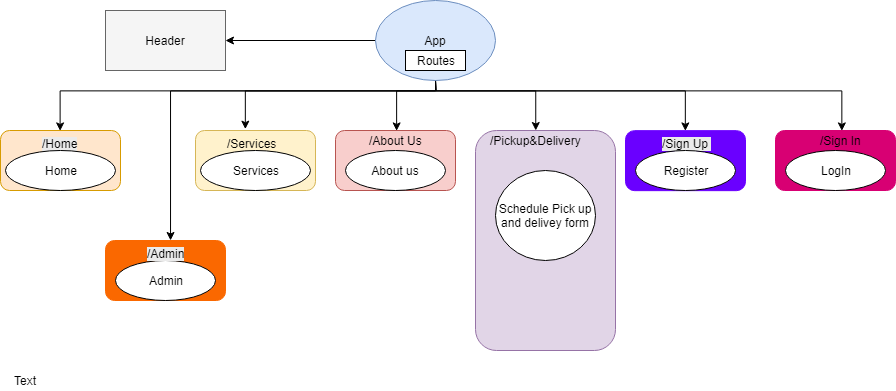 Header
App
Routes
/Home
Home
/Services
Services
/About Us
About us
/Pickup&Delivery
Schedule Pick up
and delivey form
/Sign Up
Register
/Sign In
LogIn
/Admin
Admin
Text